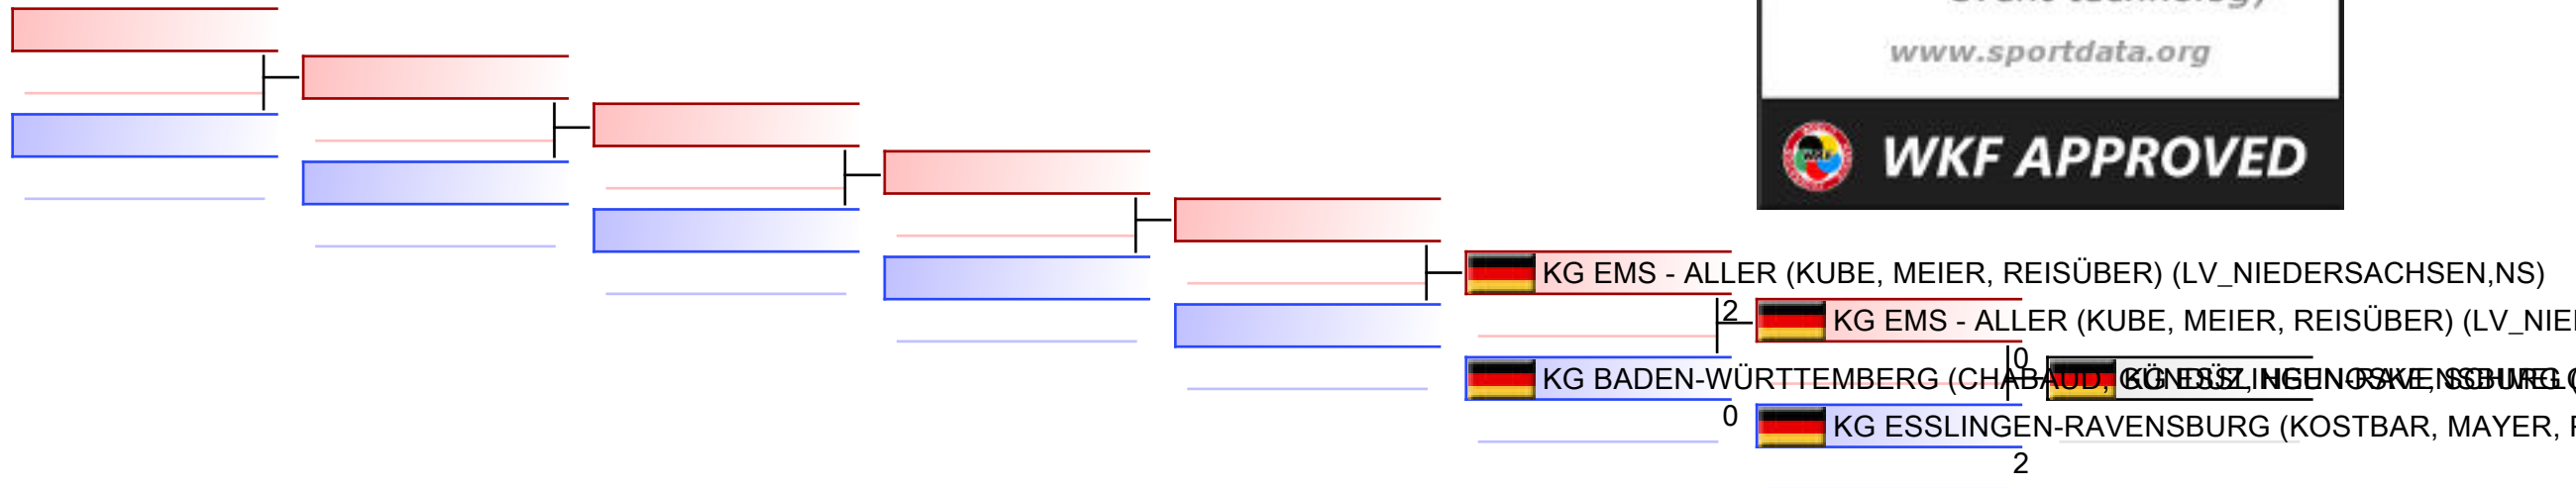 www.sportdata.org
WKF APPROVED
KG EMS - ALLER (KUBE, MEIER, REISÜBER) (LV_NIEDERSACHSEN,NS)
2
KG EMS - ALLER (KUBE, MEIER, REISÜBER) (LV_NIE
0
KG BADEN-WÜRTTEMBERG (CHABAUD,
0
KG ESSLINGEN-RAVENSBURG (KOSTBAR, MAYER,
2